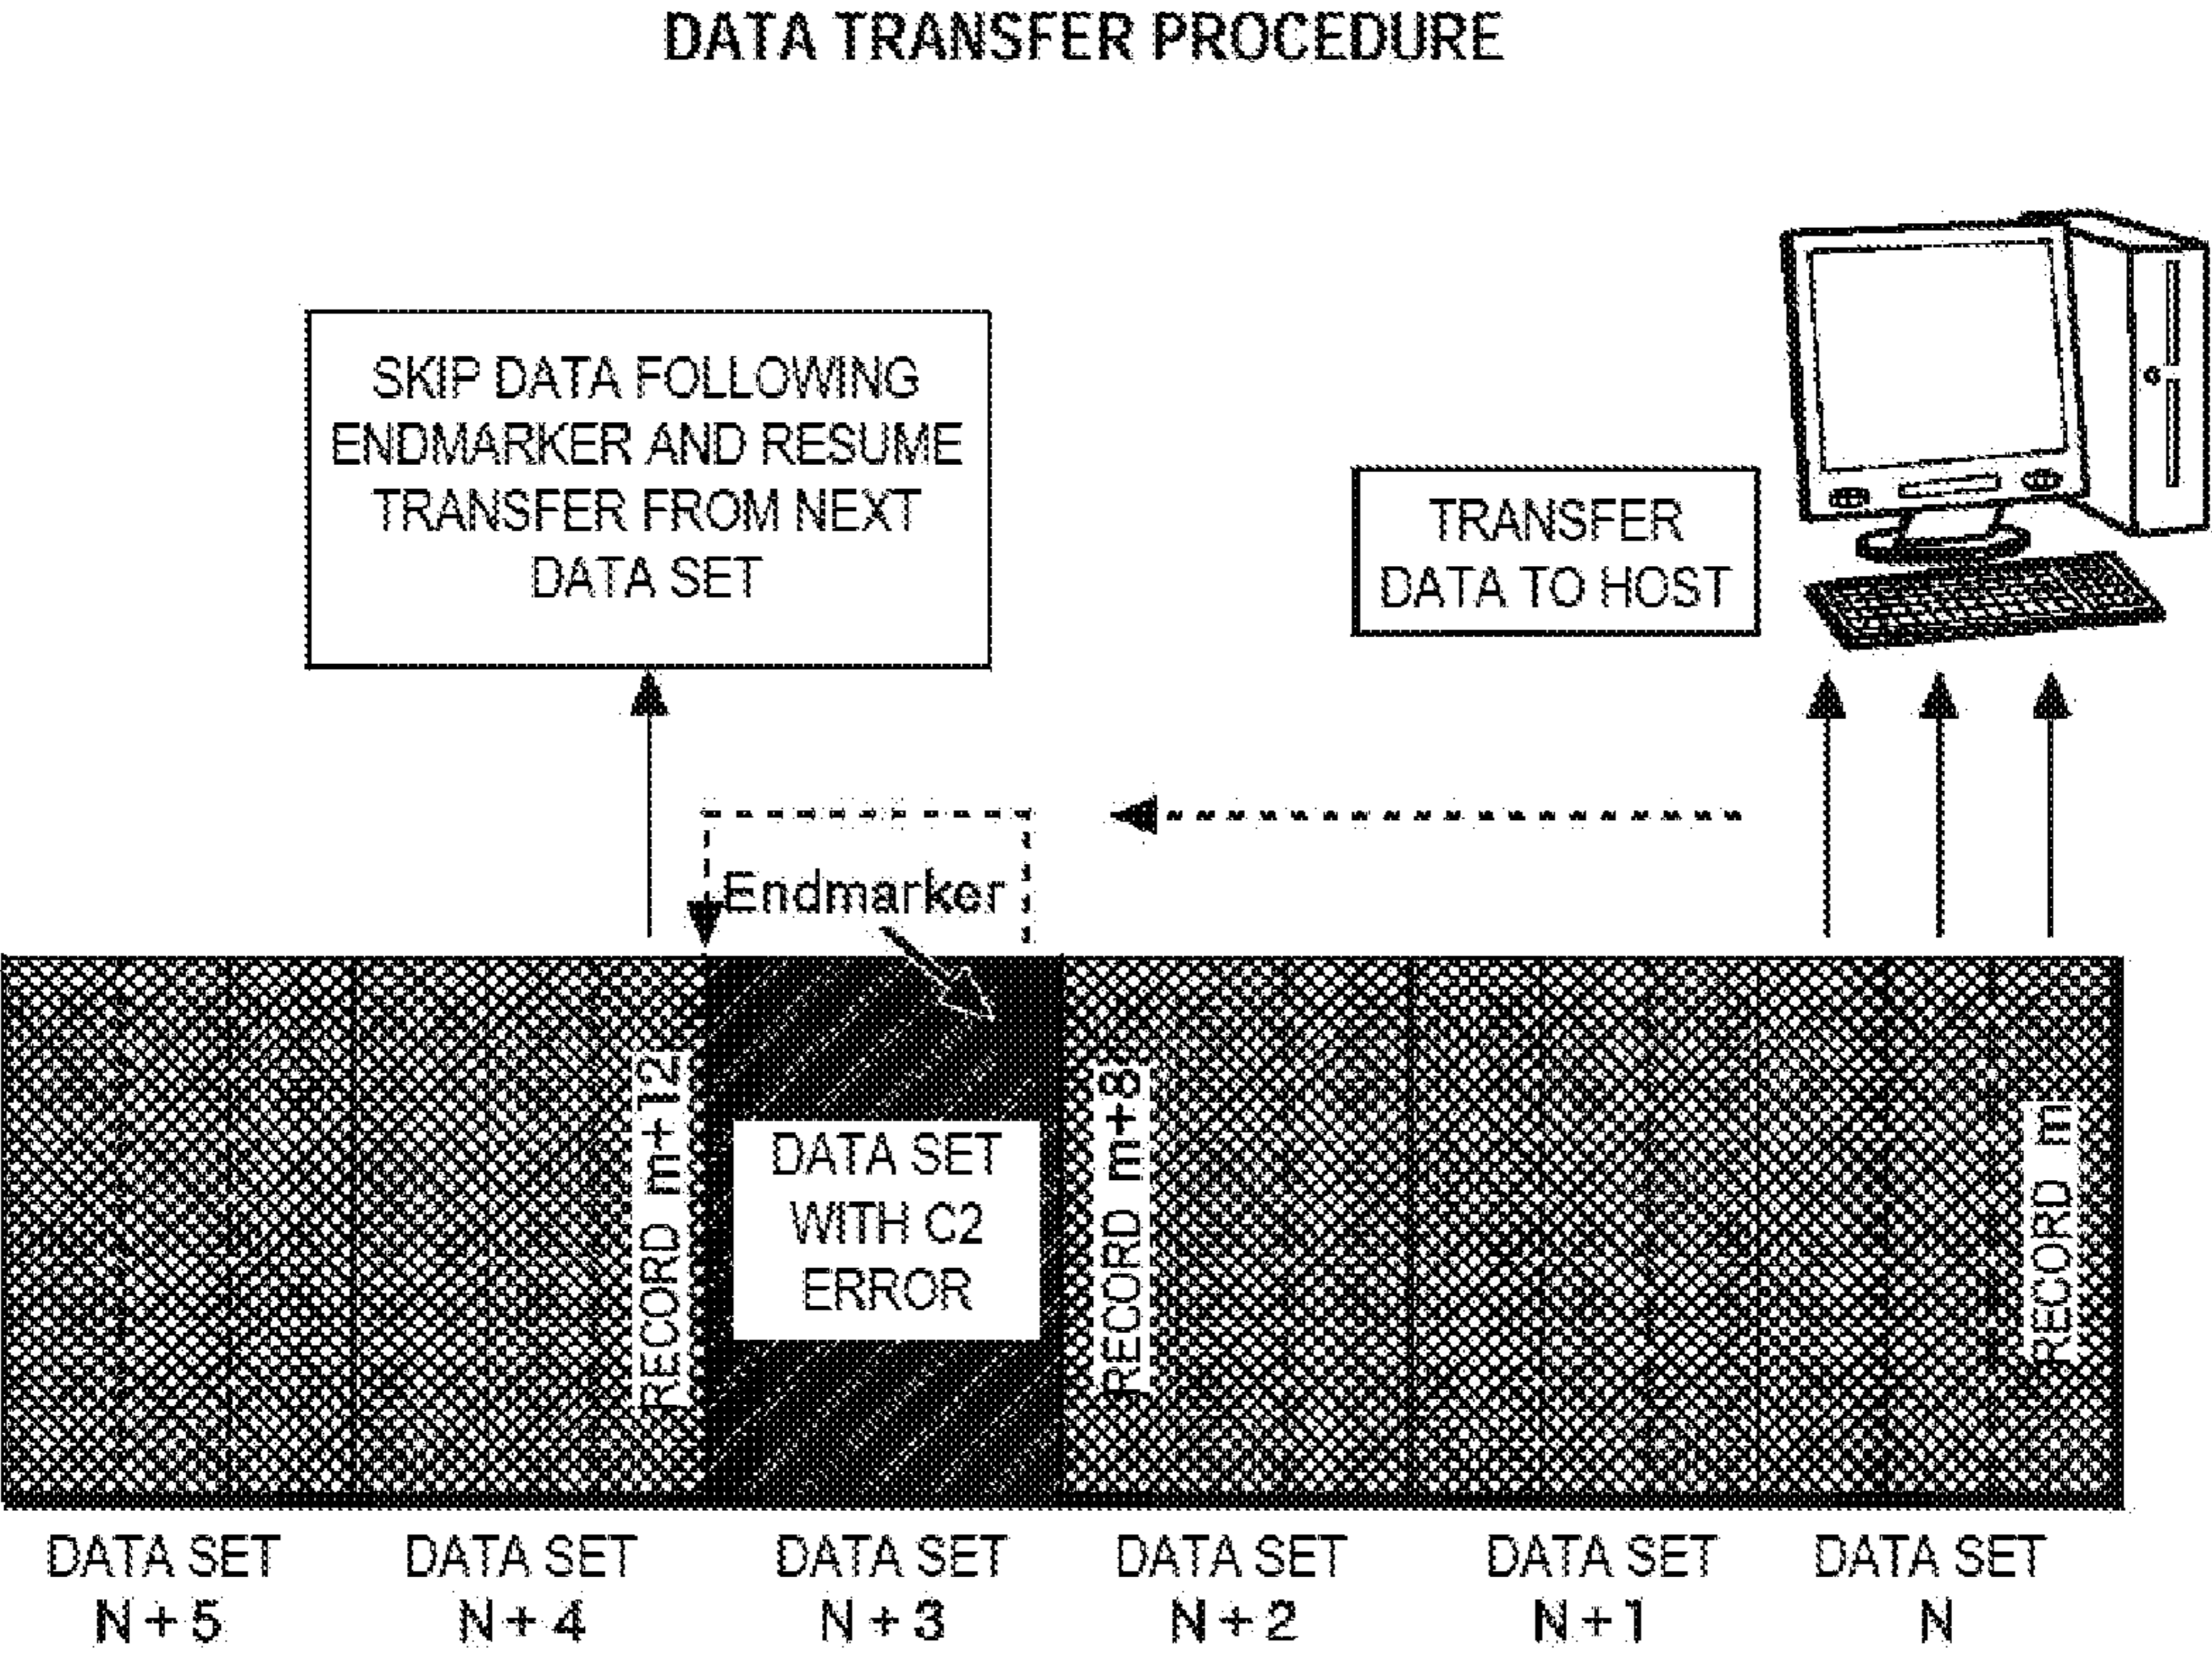 DATA TRANSFER PROCEDURE
SKIP DATA FOLLOWING
ENDMARKER AND RESUME
TRANSFER FROM NEXT
DATA SET
TRANSFER
DATA TO HOST
Endmarker
RECORD m+12
DATA SET
WITH C2
ERROR
RECORD m+8
RECORD m
DATA SET
N + 5
DATA SET
N + 4
DATA SET
N + 3
DATA SET
N + 2
DATA SET
N + 1
DATA SET
N